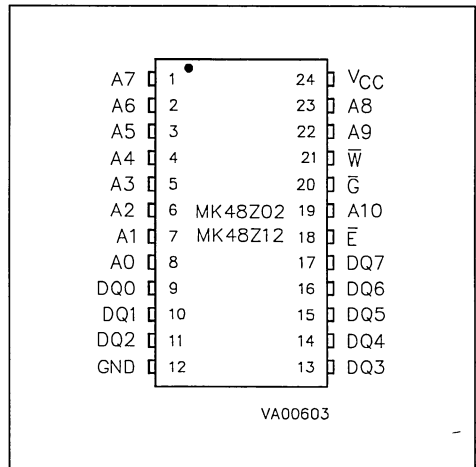 A7 1 24 VCC
A6 2 23 A8
A5 3 22 A9
A4 4 21 W̅
A3 5 20 G̅
A2 6 MK48Z02 19 A10
A1 7 MK48Z12 18 E̅
A0 8 17 DQ7
DQ0 9 16 DQ6
DQ1 10 15 DQ5
DQ2 11 14 DQ4
GND 12 13 DQ3
VA00603